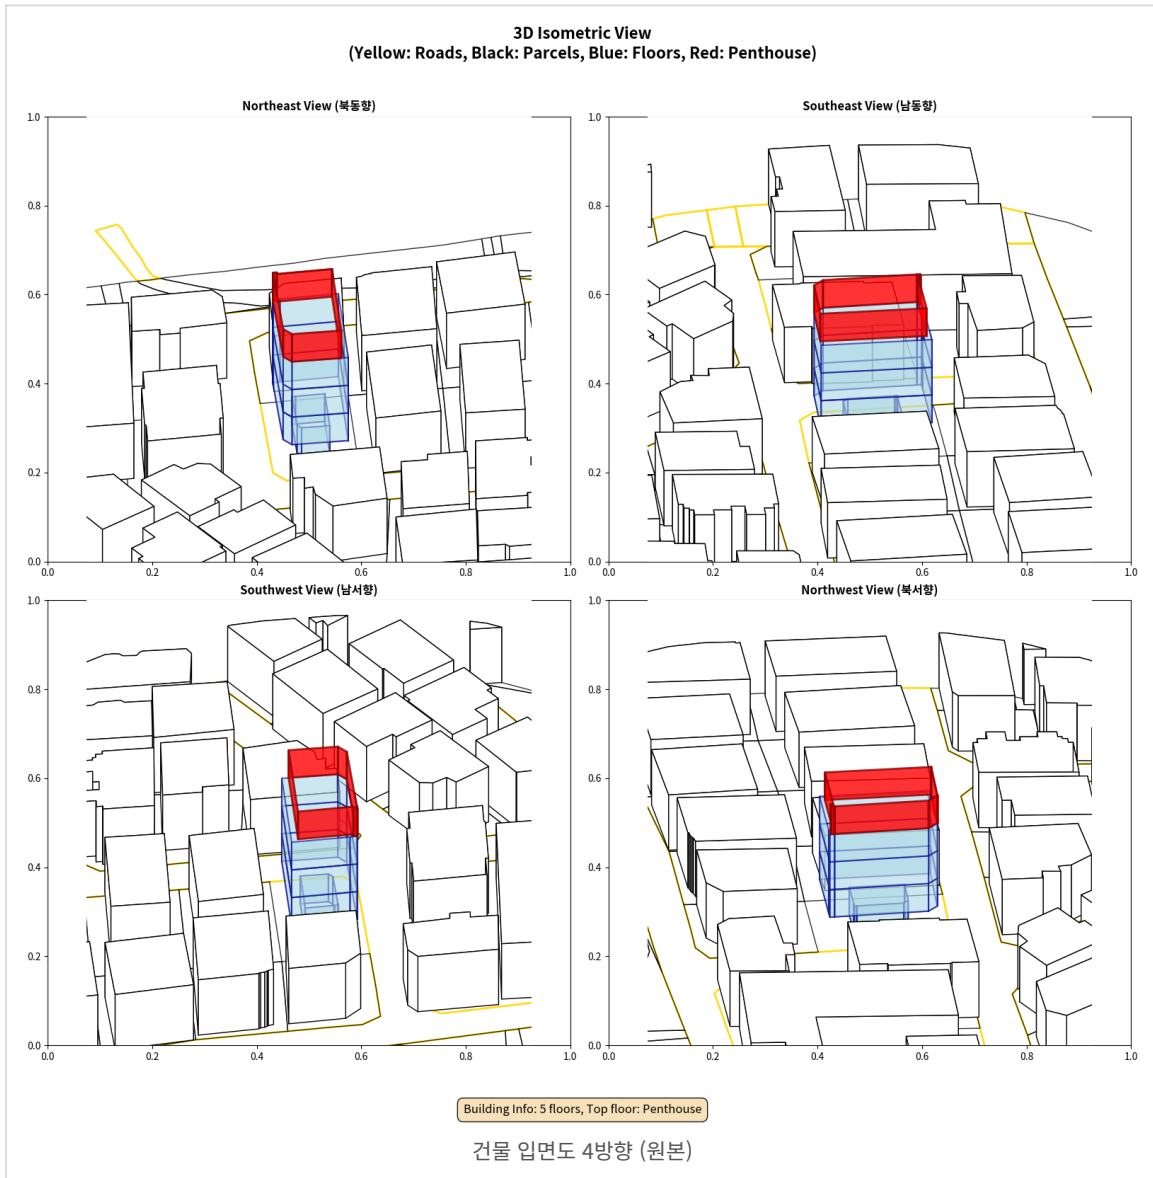 3D Isometric View
(Yellow: Roads, Black: Parcels, Blue: Floors, Red: Penthouse)
Northeast View (북동향)
1.0
0.8
0.6
0.4
0.2
0.0
0.0 0.2 0.4 0.6 0.8 1.0
Southeast View (남동향)
1.0
0.8
0.6
0.4
0.2
0.0
0.0 0.2 0.4 0.6 0.8 1.0
Southwest View (남서향)
1.0
0.8
0.6
0.4
0.2
0.0
0.0 0.2 0.4 0.6 0.8 1.0
Northwest View (북서향)
1.0
0.8
0.6
0.4
0.2
0.0
0.0 0.2 0.4 0.6 0.8 1.0
Building Info: 5 floors, Top floor: Penthouse
건물 입면도 4방향 (원본)